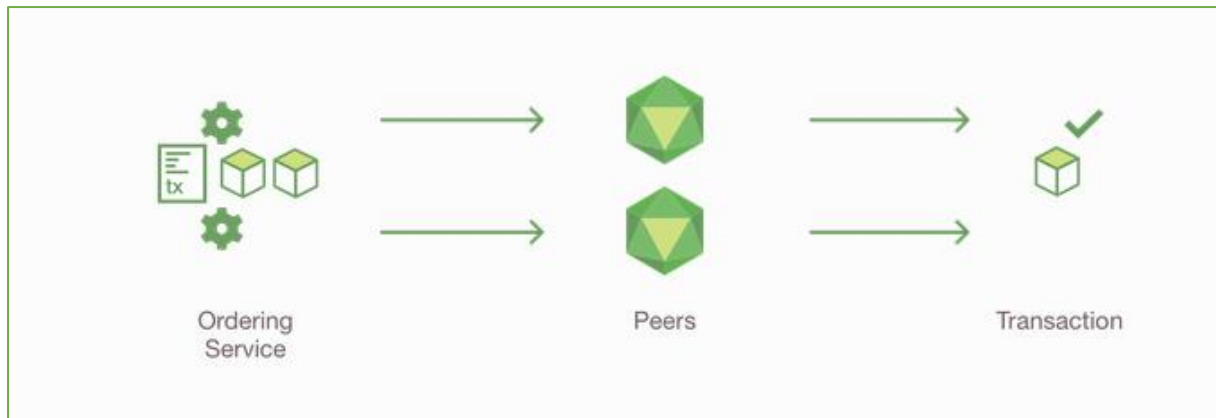 tx
Ordering
Service
Peers
Transaction